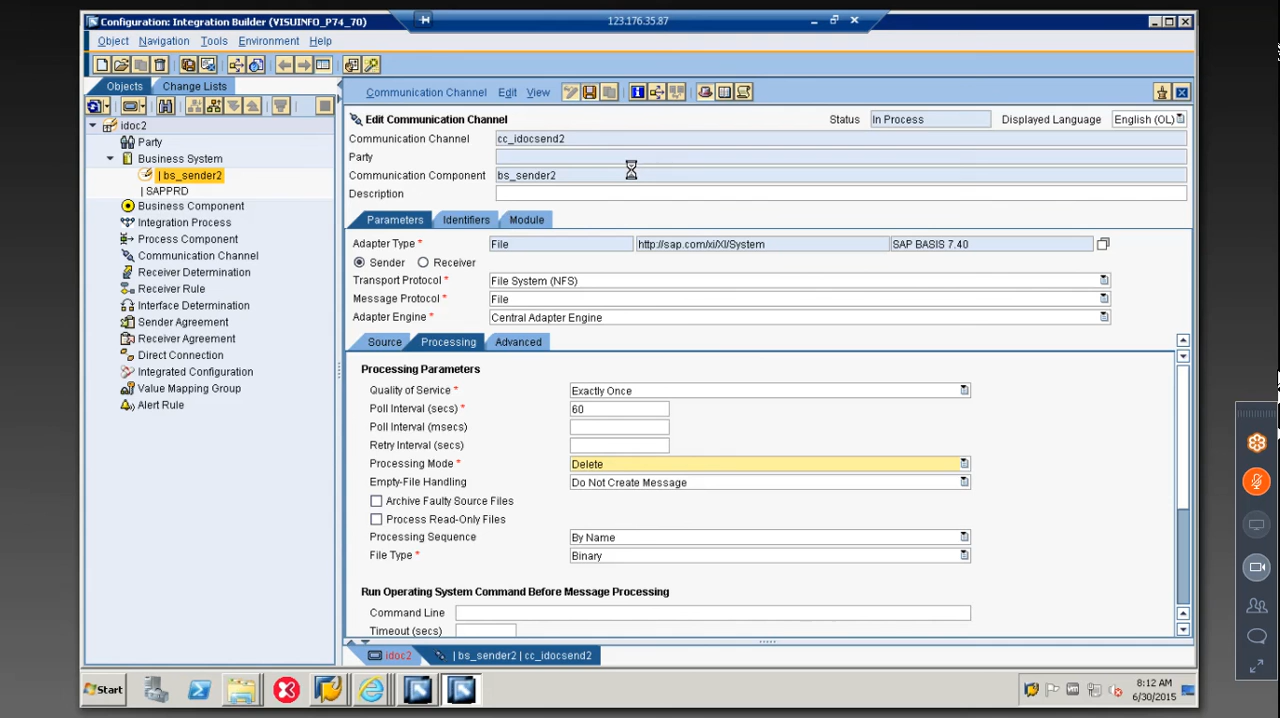 Configuration: Integration Builder (VISUINFO_P74_70)
123.176.35.87
Object Navigation Tools Environment Help
Objects Change Lists
idoc2
Party
Business System
| bs_sender2
| SAPPRD
Business Component
Integration Process
Process Component
Communication Channel
Receiver Determination
Receiver Rule
Interface Determination
Sender Agreement
Receiver Agreement
Direct Connection
Integrated Configuration
Value Mapping Group
Alert Rule
Communication Channel Edit View
Edit Communication Channel Status In Process Displayed Language English (OL)
Communication Channel cc_idocsend2
Party
Communication Component bs_sender2
Description
Parameters Identifiers Module
Adapter Type * File http://sap.com/xi/XI/System SAP BASIS 7.40
Sender Receiver
Transport Protocol * File System (NFS)
Message Protocol * File
Adapter Engine * Central Adapter Engine
Source Processing Advanced
Processing Parameters
Quality of Service * Exactly Once
Poll Interval (secs) * 60
Poll Interval (msecs)
Retry Interval (secs)
Processing Mode * Delete
Empty-File Handling Do Not Create Message
Archive Faulty Source Files
Process Read-Only Files
Processing Sequence By Name
File Type * Binary
Run Operating System Command Before Message Processing
Command Line
Timeout (secs)
idoc2 | bs_sender2 | cc_idocsend2
Start
8:12 AM
6/30/2015